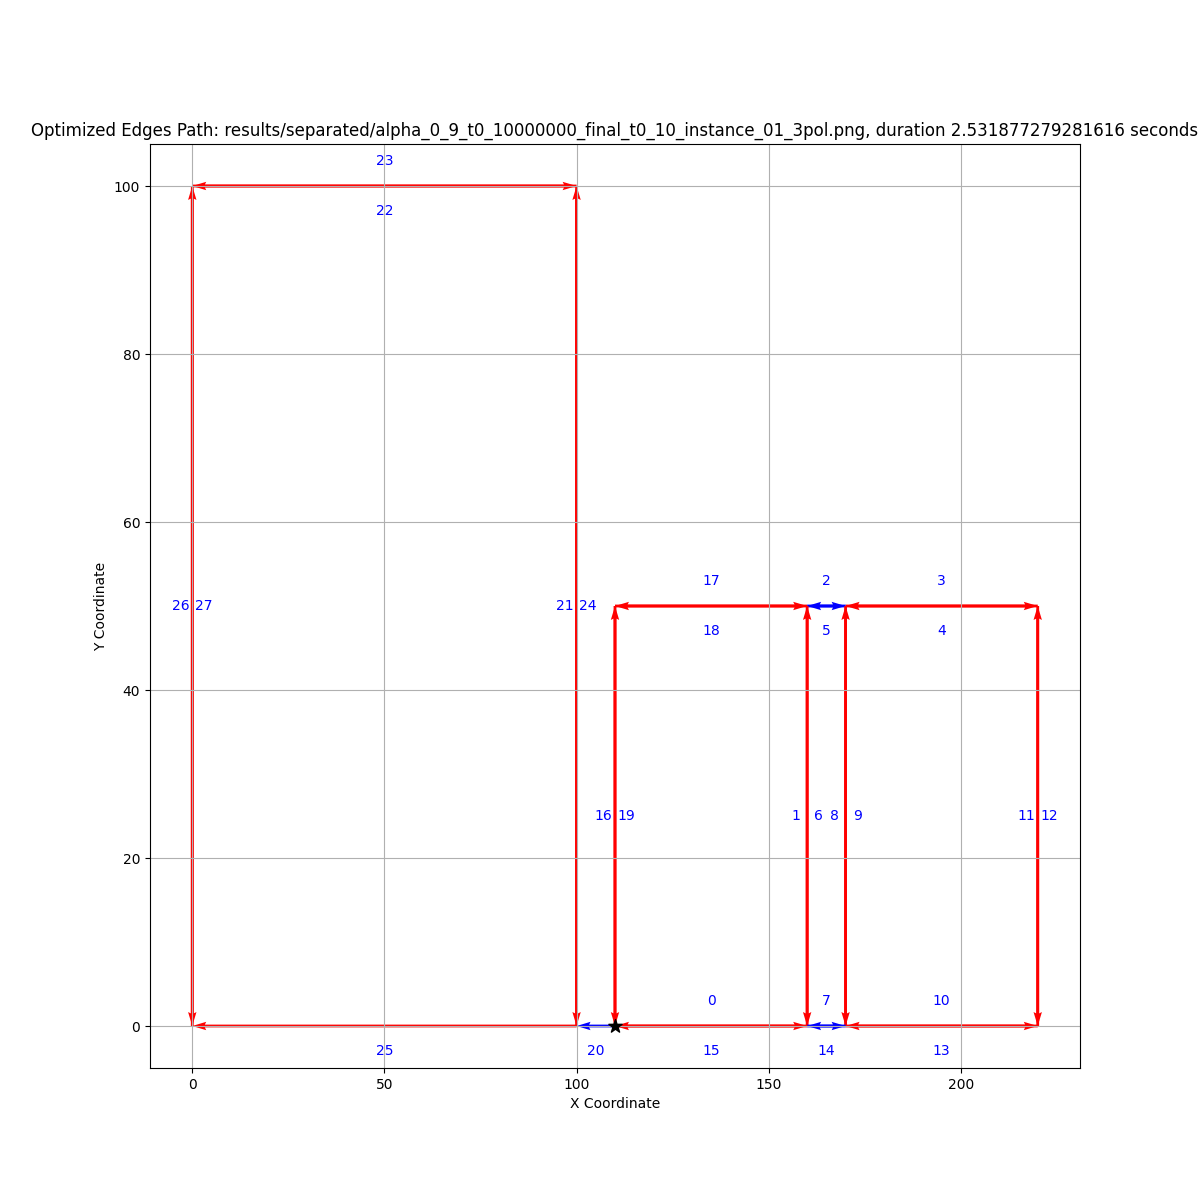 Optimized Edges Path: results/separated/alpha_0_9_t0_10000000_final_t0_10_instance_01_3pol.png, duration 2.531877279281616 seconds
23
100
22
80
60
17 2 3
26 27 21 24
18 5 4
Y Coordinate
40
16 19 1 6 8 9 11 12
20
0 7 10
0
25 20 15 14 13
0 50 100 150 200
X Coordinate